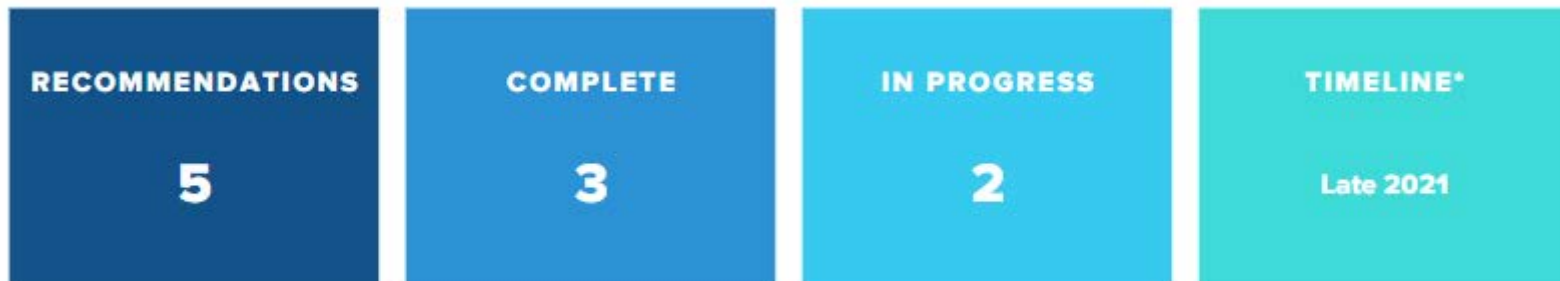 RECOMMENDATIONS
5
COMPLETE
3
IN PROGRESS
2
TIMELINE*
Late 2021